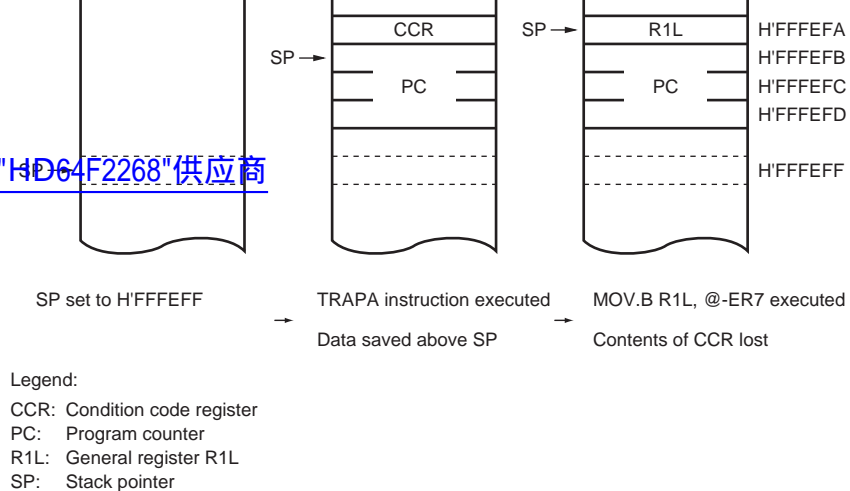 CCR
SP
R1L
H'FFFEFA
SP
H'FFFEFB
PC
PC
H'FFFEFC
H'FFFEFD
"HD64F2268"供应商
SP
H'FFFEFF
SP set to H'FFFEFF
TRAPA instruction executed
MOV.B R1L, @-ER7 executed
Data saved above SP
Contents of CCR lost
Legend:
CCR: Condition code register
PC: Program counter
R1L: General register R1L
SP: Stack pointer